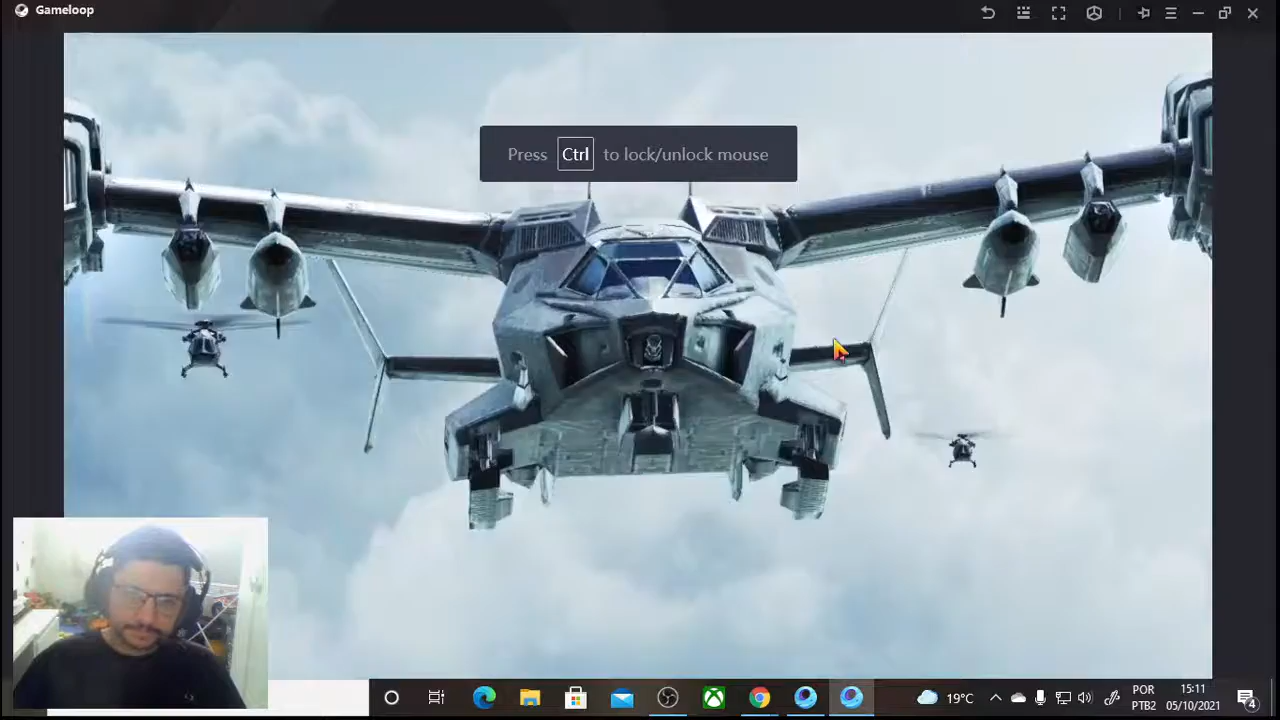 Gameloop
Press Ctrl to lock/unlock mouse
19°C
POR
PTB2
15:11
05/10/2021
4